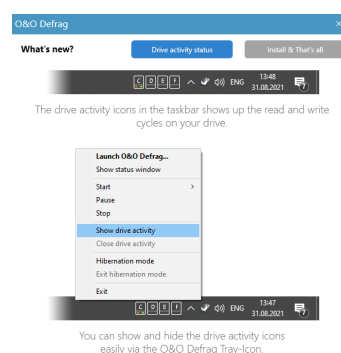 O&O Defrag ×
What's new? Drive activity status Install & That's all
C D E F ENG 13:48
31.08.2021 7
The drive activity icons in the taskbar shows up the read and write
cycles on your drive.
Launch O&O Defrag...
Show status window
Start >
Pause
Stop
Show drive activity
Close drive activity
Hibernation mode
Exit hibernation mode
Exit
C D E F ENG 13:47
31.08.2021 7
You can show and hide the drive activity icons
easily via the O&O Defrag Tray-Icon.